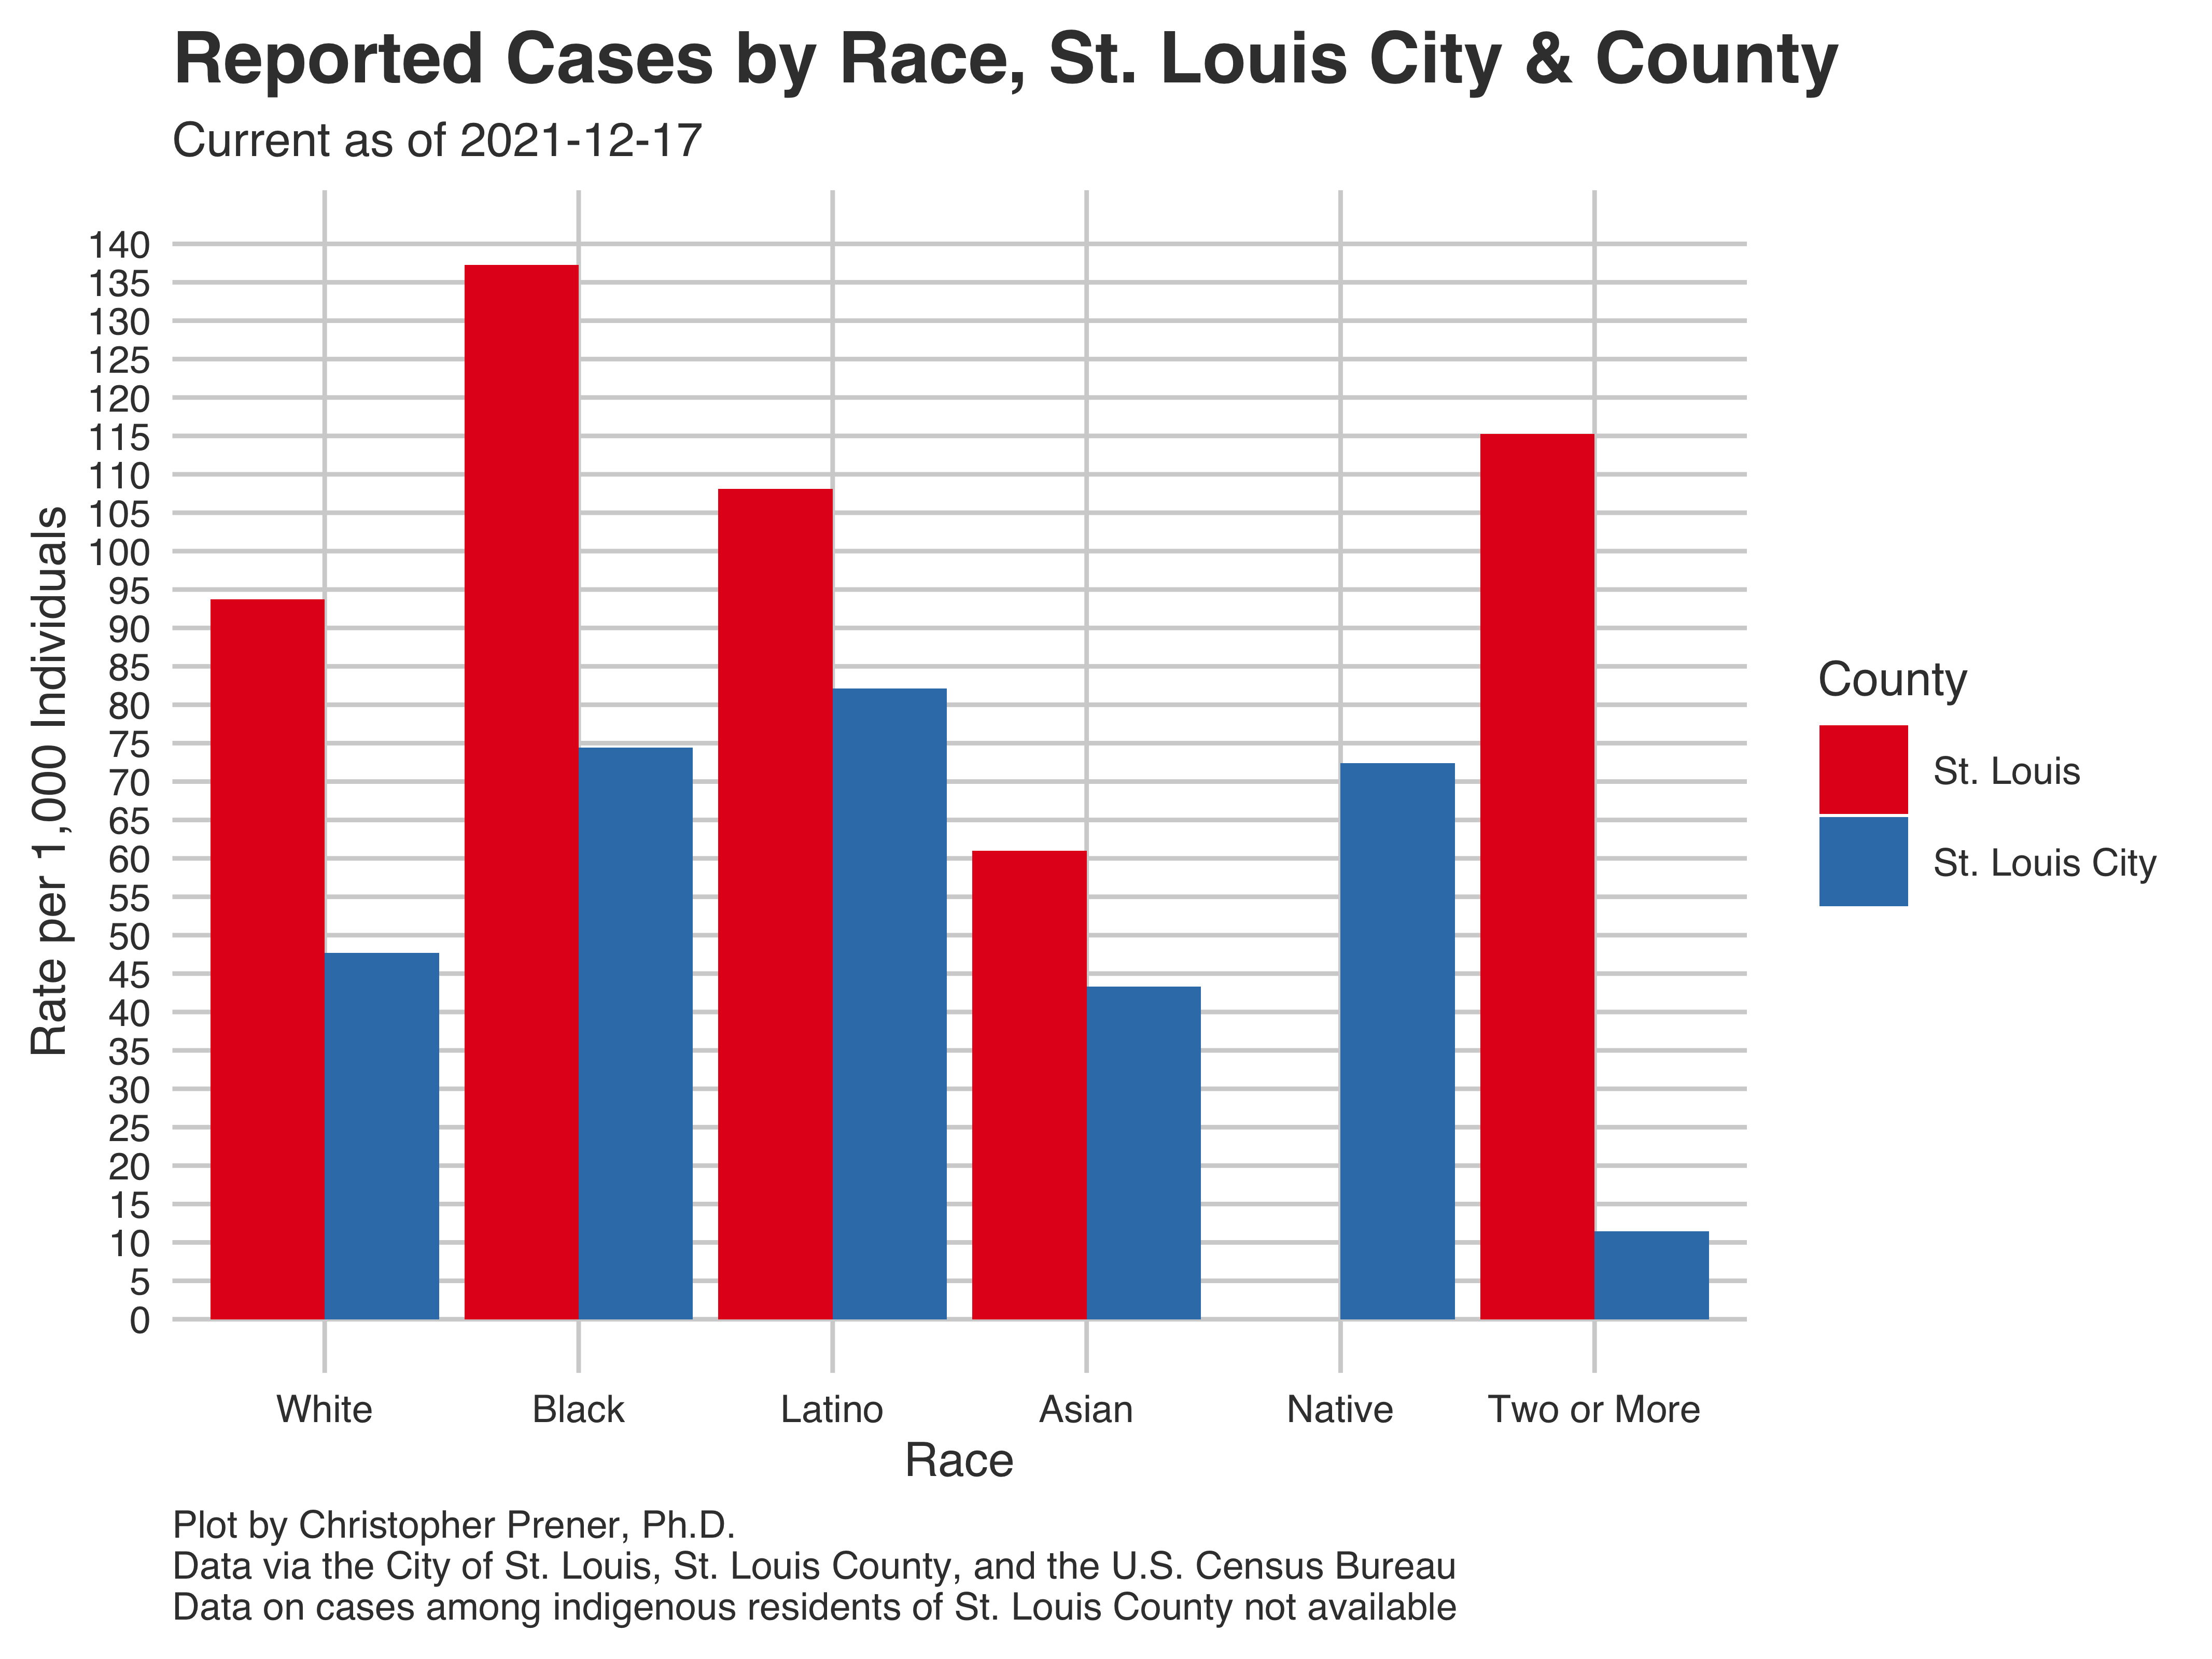 Reported Cases by Race, St. Louis City & County
Current as of 2021-12-17
Rate per 1,000 Individuals
140
135
130
125
120
115
110
105
100
95
90
85
80
75
70
65
60
55
50
45
40
35
30
25
20
15
10
5
0
White Black Latino Asian Native Two or More
Race
County
St. Louis
St. Louis City
Plot by Christopher Prener, Ph.D.
Data via the City of St. Louis, St. Louis County, and the U.S. Census Bureau
Data on cases among indigenous residents of St. Louis County not available